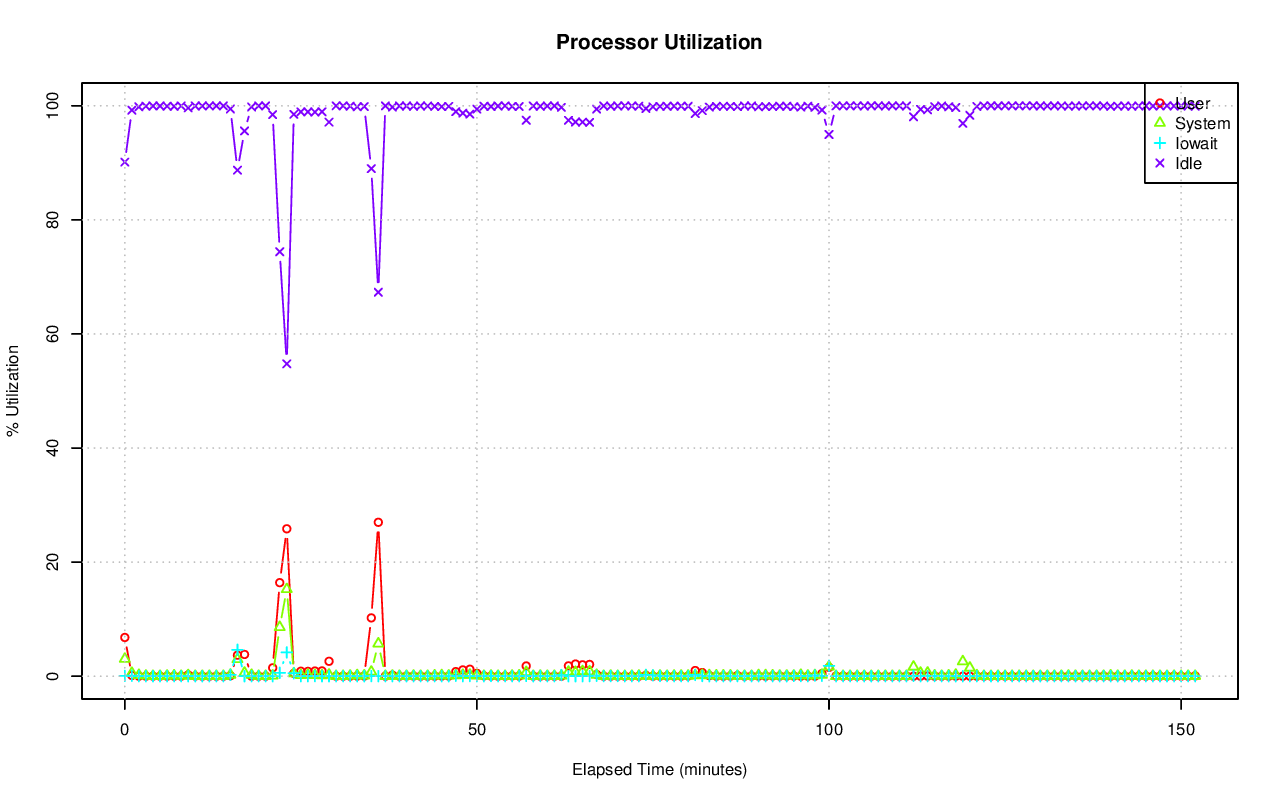 Processor Utilization
100
80
60
40
20
0
% Utilization
User
System
Iowait
Idle
0
50
100
150
Elapsed Time (minutes)